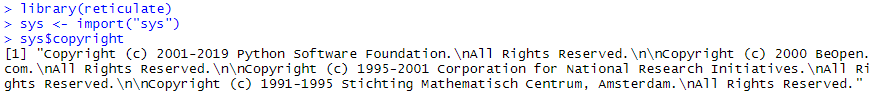 > library(reticulate)
> sys <- import("sys")
> sys$copyright
[1] "Copyright (c) 2001-2019 Python Software Foundation.\nAll Rights Reserved.\n\nCopyright (c) 2000 BeOpen.
com.\nAll Rights Reserved.\n\nCopyright (c) 1995-2001 Corporation for National Research Initiatives.\nAll Ri
ghts Reserved.\n\nCopyright (c) 1991-1995 Stichting Mathematisch Centrum, Amsterdam.\nAll Rights Reserved."